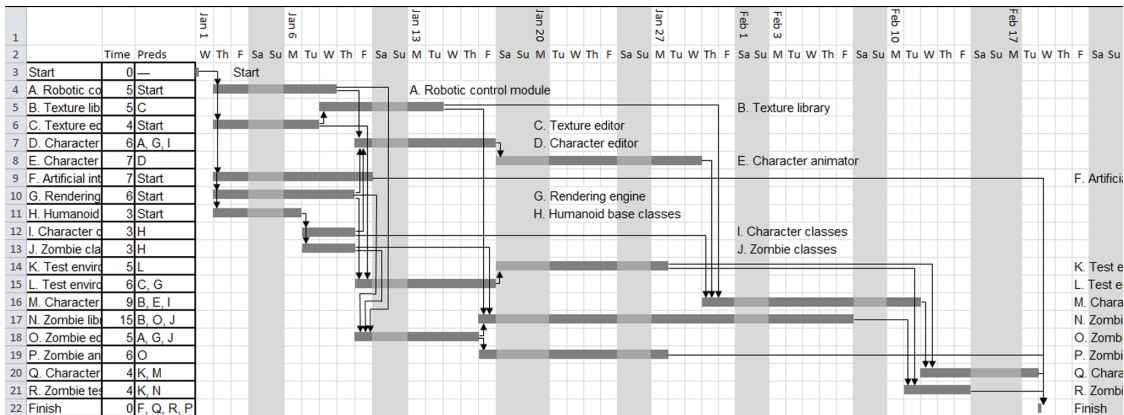 1 Jan 1 Jan 6 Jan 13 Jan 20 Jan 27 Feb 1 Feb 3 Feb 10 Feb 17
2 Time Preds W Th F Sa Su M Tu W Th F Sa Su M Tu W Th F Sa Su M Tu W Th F Sa Su M Tu W Th F Sa Su M Tu W Th F Sa Su M Tu W Th F Sa Su M Tu W Th F Sa Su
3 Start 0 — Start
4 A. Robotic co 5 Start A. Robotic control module
5 B. Texture lib 5 C B. Texture library
6 C. Texture ed 4 Start C. Texture editor
7 D. Character 6 A, G, I D. Character editor
8 E. Character 7 D E. Character animator
9 F. Artificial int 7 Start F. Artificia
10 G. Rendering 6 Start G. Rendering engine
11 H. Humanoid 3 Start H. Humanoid base classes
12 I. Character c 3 H I. Character classes
13 J. Zombie cla 3 H J. Zombie classes
14 K. Test enviro 5 L K. Test e
15 L. Test enviro 6 C, G L. Test e
16 M. Character 9 B, E, I M. Chara
17 N. Zombie libr 15 B, O, J N. Zombi
18 O. Zombie ed 5 A, G, J O. Zombi
19 P. Zombie an 6 O P. Zombi
20 Q. Character 4 K, M Q. Chara
21 R. Zombie tes 4 K, N R. Zombi
22 Finish 0 F, Q, R, P Finish